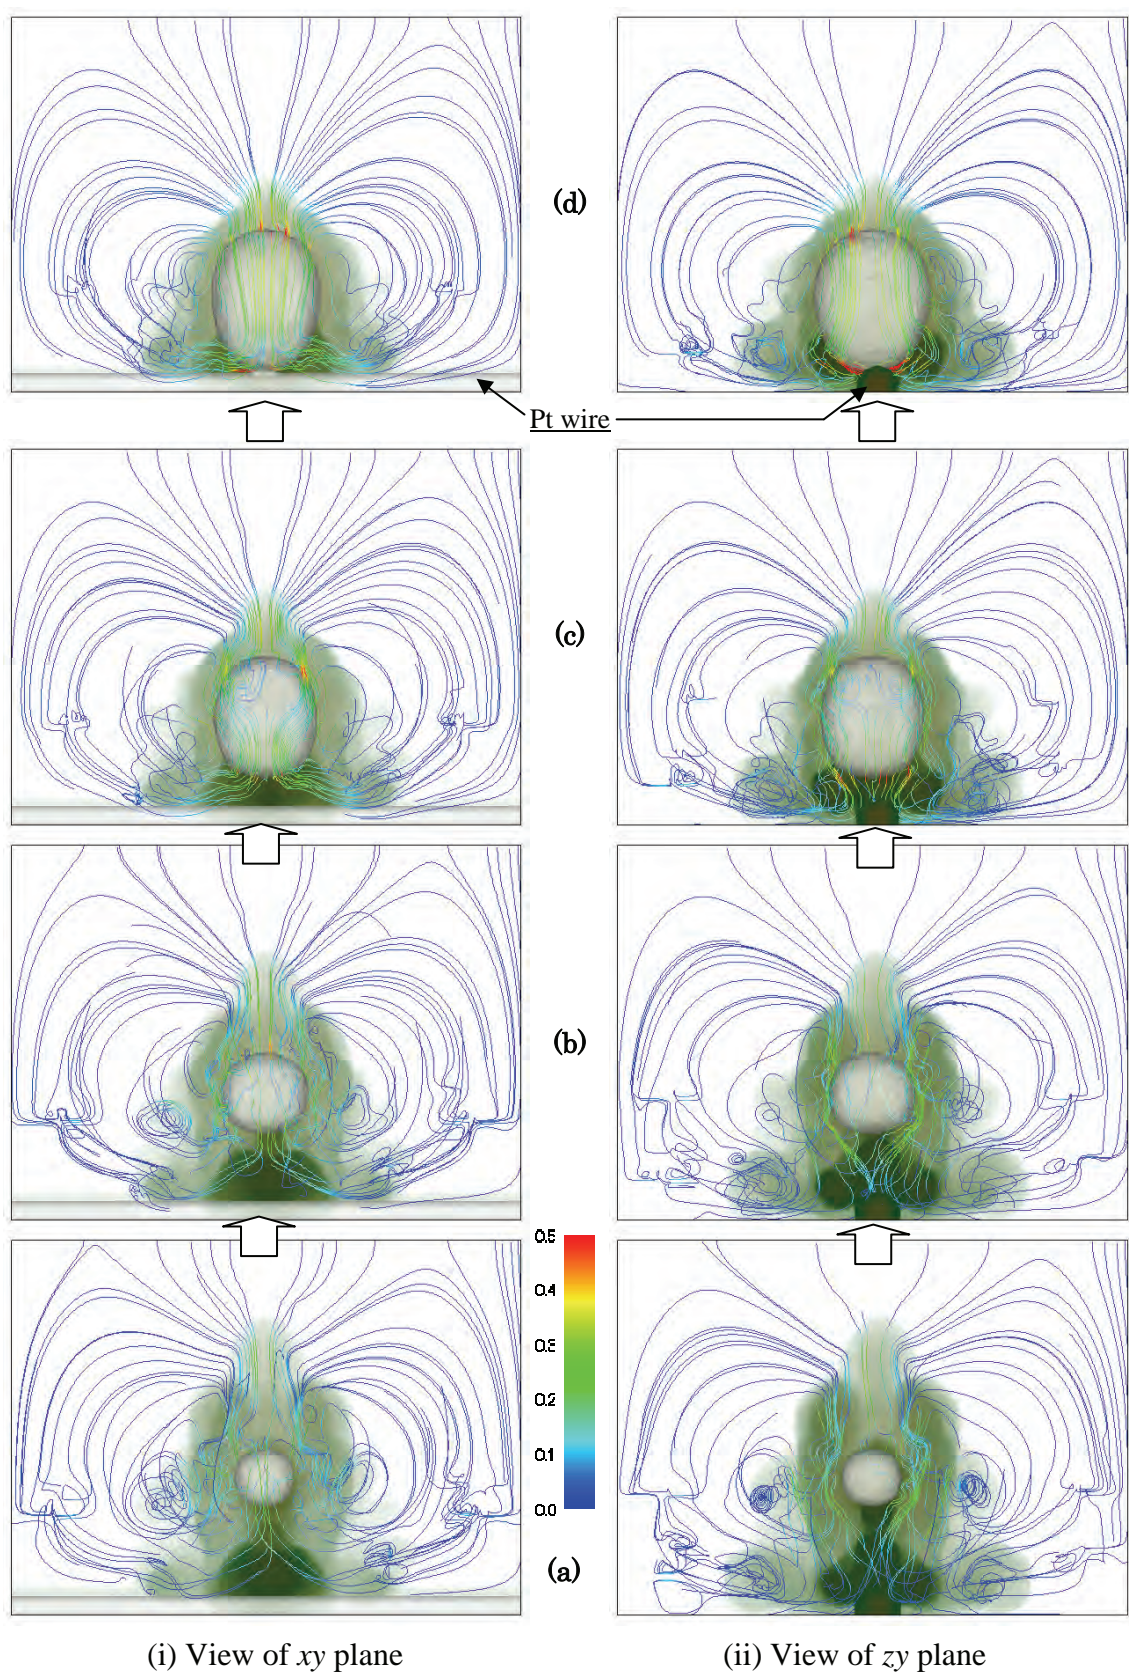 (d)
Pt wire
(c)
(b)
0.5
0.4
0.3
0.2
0.1
0.0
(a)
(i) View of xy plane
(ii) View of zy plane